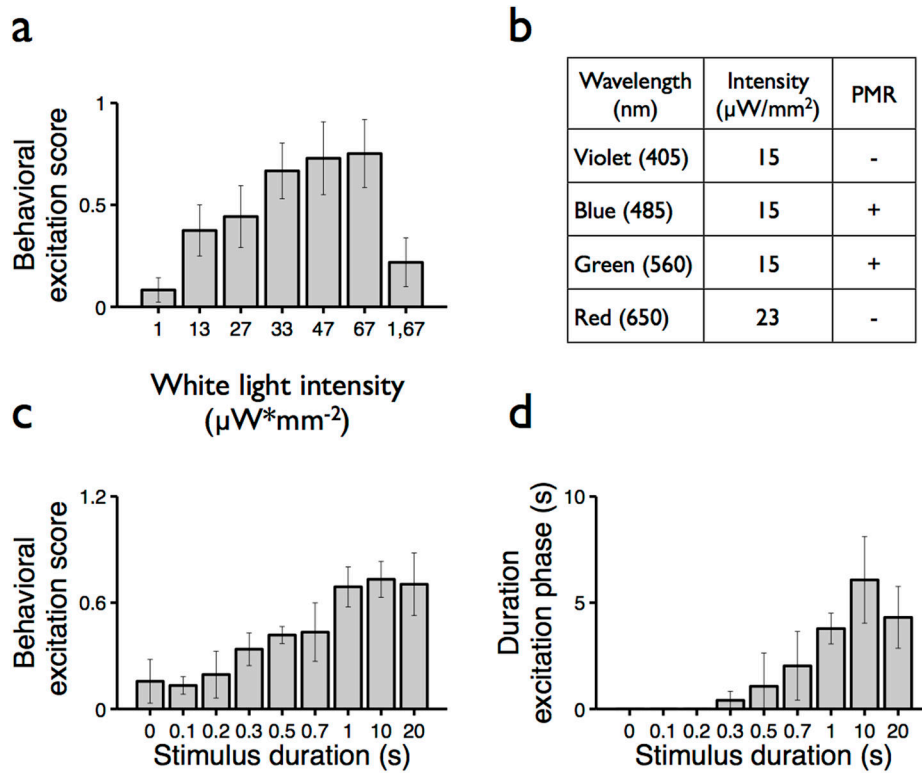 a
Behavioral
excitation score
1
0.5
0
1 13 27 33 47 67 1,67
White light intensity
(µW*mm⁻²)
b
Wavelength (nm) Intensity (µW/mm²) PMR
Violet (405) 15 -
Blue (485) 15 +
Green (560) 15 +
Red (650) 23 -
c
Behavioral
excitation score
1.2
0.6
0
0 0.1 0.2 0.3 0.5 0.7 1 10 20
Stimulus duration (s)
d
Duration
excitation phase (s)
10
5
0
0 0.1 0.2 0.3 0.5 0.7 1 10 20
Stimulus duration (s)